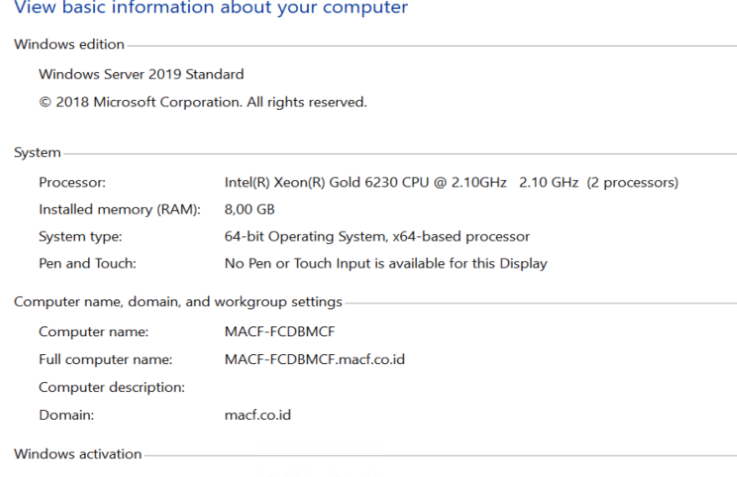 View basic information about your computer
Windows edition
Windows Server 2019 Standard
© 2018 Microsoft Corporation. All rights reserved.
System
Processor: Intel(R) Xeon(R) Gold 6230 CPU @ 2.10GHz 2.10 GHz (2 processors)
Installed memory (RAM): 8,00 GB
System type: 64-bit Operating System, x64-based processor
Pen and Touch: No Pen or Touch Input is available for this Display
Computer name, domain, and workgroup settings
Computer name: MACF-FCDBMCF
Full computer name: MACF-FCDBMCF.macf.co.id
Computer description:
Domain: macf.co.id
Windows activation